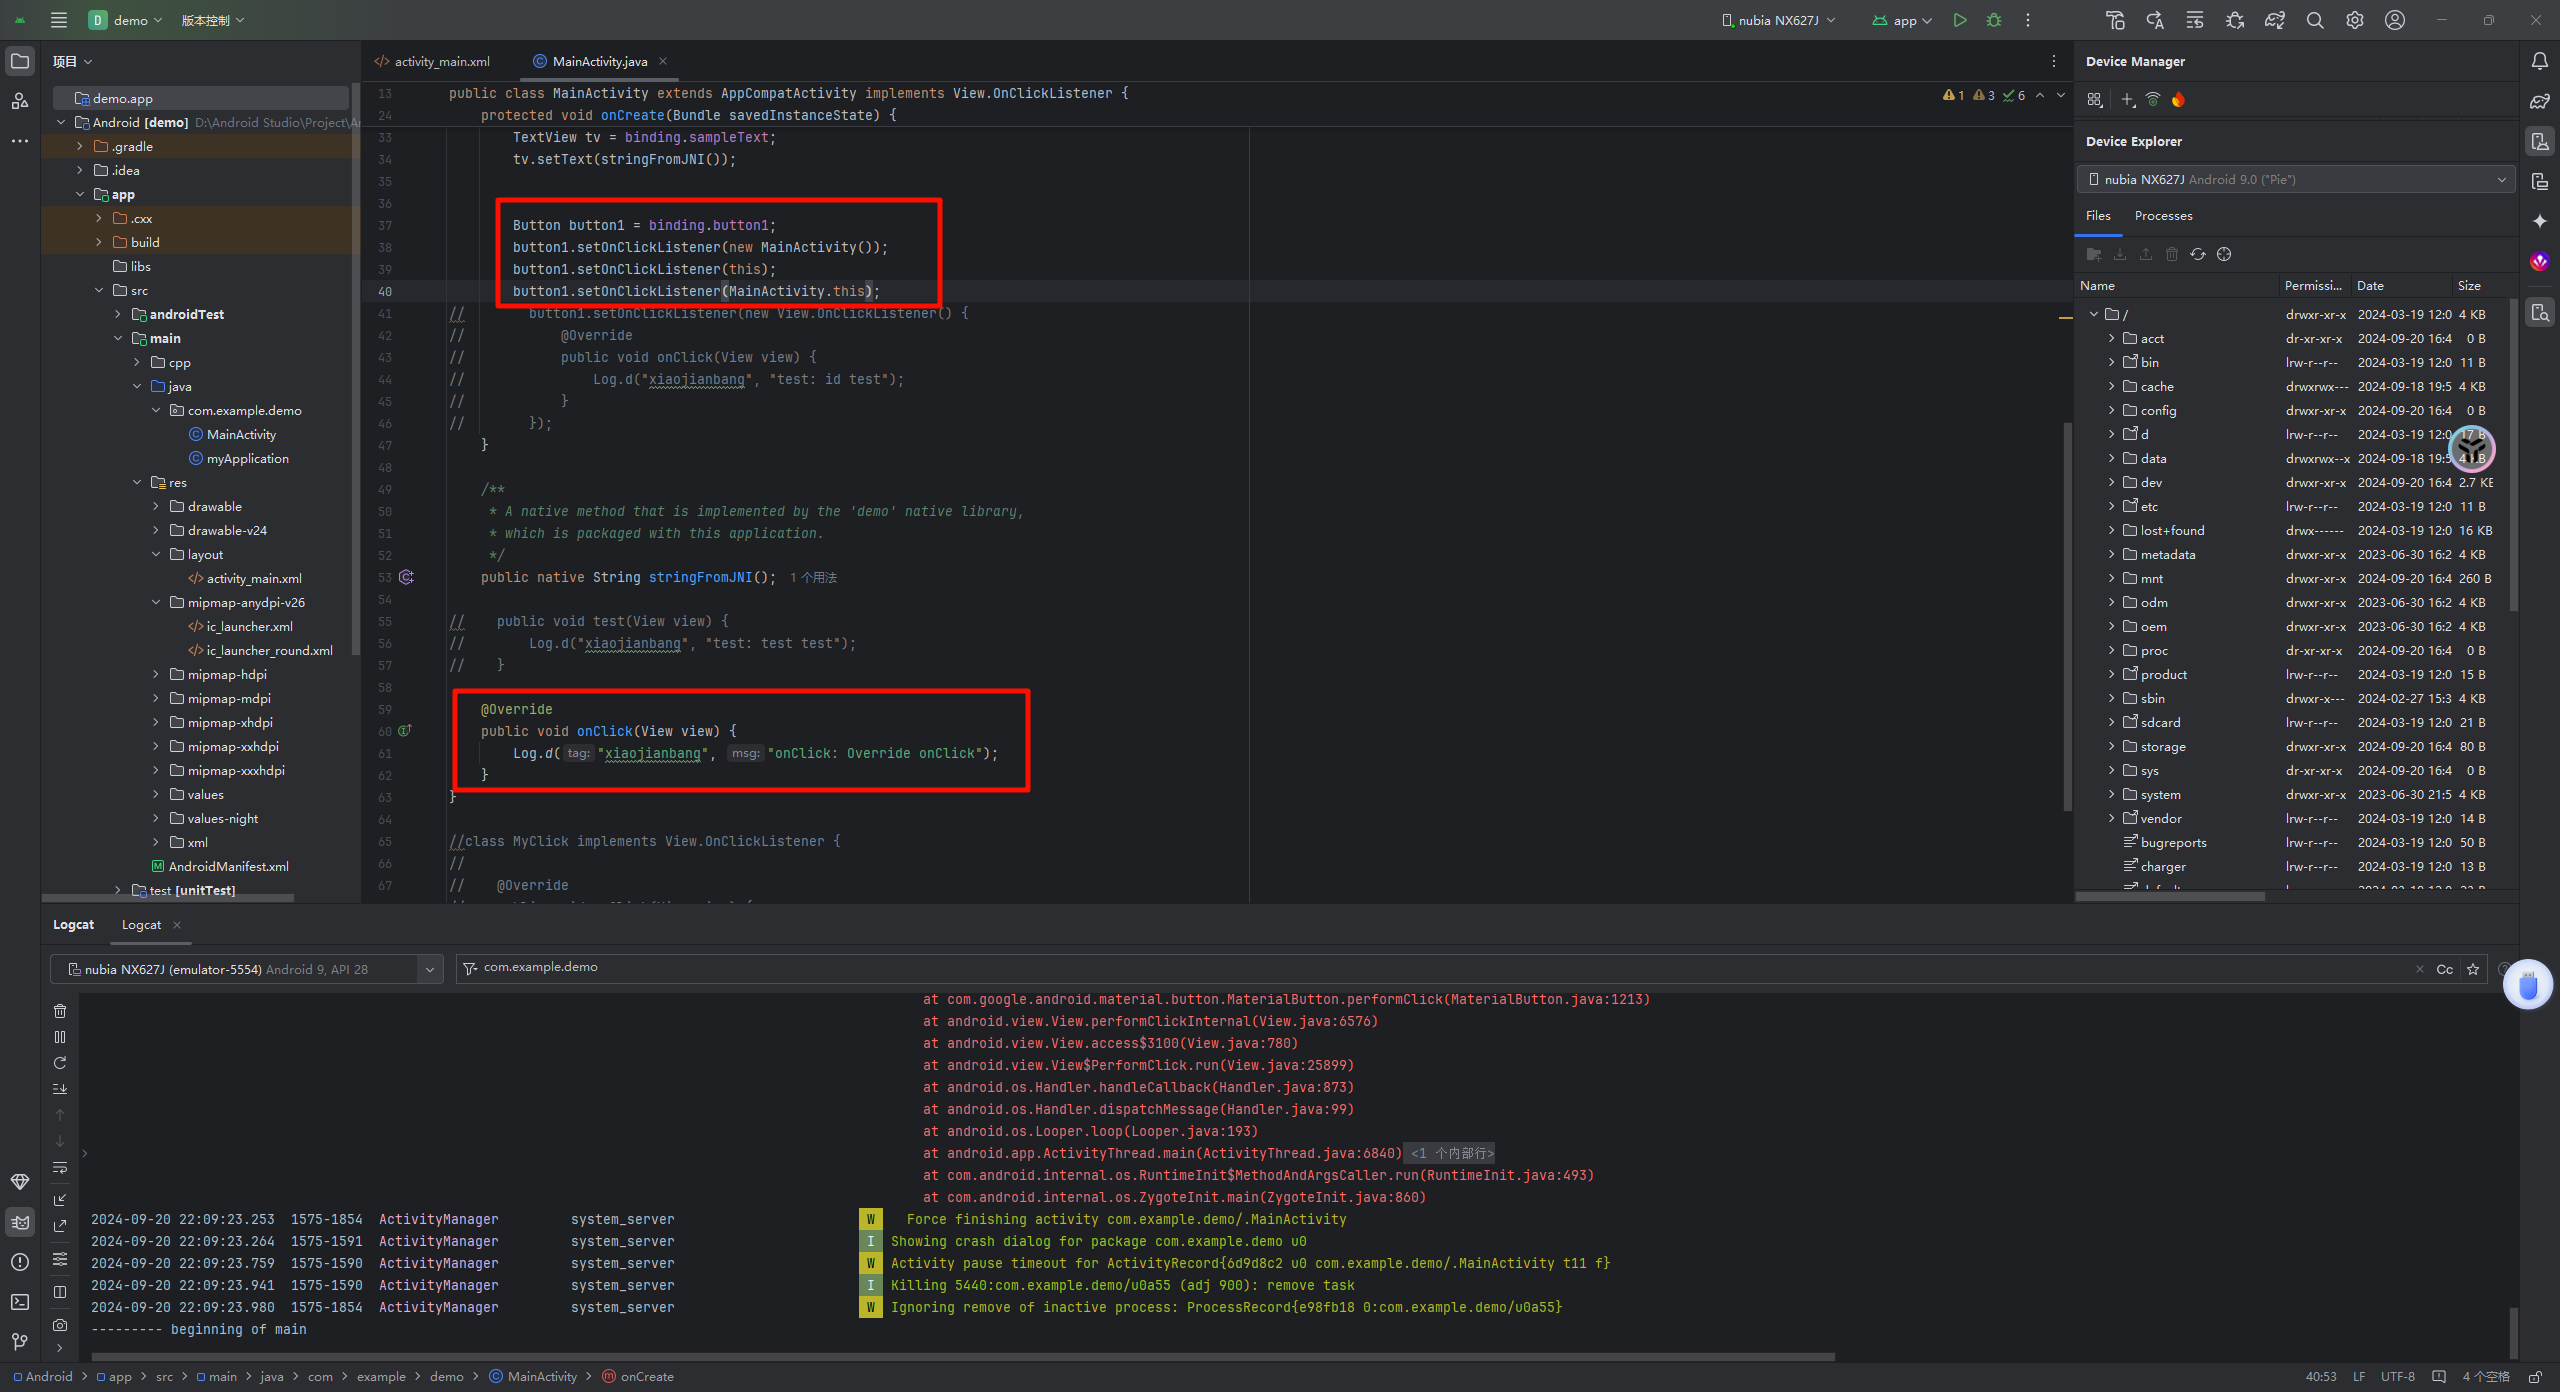 D demo 版本控制 nubia NX627J app
项目
activity_main.xml MainActivity.java
Device Manager
demo.app
Android [demo] D:\Android Studio\Project\Ar
.gradle
.idea
app
.cxx
build
libs
src
androidTest
main
cpp
java
com.example.demo
MainActivity
myApplication
res
drawable
drawable-v24
layout
activity_main.xml
mipmap-anydpi-v26
ic_launcher.xml
ic_launcher_round.xml
mipmap-hdpi
mipmap-mdpi
mipmap-xhdpi
mipmap-xxhdpi
mipmap-xxxhdpi
values
values-night
xml
AndroidManifest.xml
test [unitTest]
1 3 6
13 public class MainActivity extends AppCompatActivity implements View.OnClickListener {
24 protected void onCreate(Bundle savedInstanceState) {
33 TextView tv = binding.sampleText;
34 tv.setText(stringFromJNI());
35
36
37 Button button1 = binding.button1;
38 button1.setOnClickListener(new MainActivity());
39 button1.setOnClickListener(this);
40 button1.setOnClickListener(MainActivity.this);
41 // button1.setOnClickListener(new View.OnClickListener() {
42 // @Override
43 // public void onClick(View view) {
44 // Log.d("xiaojianbang", "test: id test");
45 // }
46 // });
47 }
48
49 /**
50 * A native method that is implemented by the 'demo' native library,
51 * which is packaged with this application.
52 */
53 public native String stringFromJNI(); 1 个用法
54
55 // public void test(View view) {
56 // Log.d("xiaojianbang", "test: test test");
57 // }
58
59 @Override
60 public void onClick(View view) {
61 Log.d( tag: "xiaojianbang", msg: "onClick: Override onClick");
62 }
63 }
64
65 //class MyClick implements View.OnClickListener {
66 //
67 // @Override
Device Explorer
nubia NX627J Android 9.0 ("Pie")
Files Processes
Name Permissi... Date Size
/ drwxr-xr-x 2024-03-19 12:0 4 KB
acct dr-xr-xr-x 2024-09-20 16:4 0 B
bin lrw-r--r-- 2024-03-19 12:0 11 B
cache drwxrwx--- 2024-09-18 19:5 4 KB
config drwxr-xr-x 2024-09-20 16:4 0 B
d lrw-r--r-- 2024-03-19 12:0 17 B
data drwxrwx--x 2024-09-18 19:5 4 KB
dev drwxr-xr-x 2024-09-20 16:4 2.7 KE
etc lrw-r--r-- 2024-03-19 12:0 11 B
lost+found drwx------ 2024-03-19 12:0 16 KB
metadata drwxr-xr-x 2023-06-30 16:2 4 KB
mnt drwxr-xr-x 2024-09-20 16:4 260 B
odm drwxr-xr-x 2023-06-30 16:2 4 KB
oem drwxr-xr-x 2023-06-30 16:2 4 KB
proc dr-xr-xr-x 2024-09-20 16:4 0 B
product lrw-r--r-- 2024-03-19 12:0 15 B
sbin drwxr-x--- 2024-02-27 15:3 4 KB
sdcard lrw-r--r-- 2024-03-19 12:0 21 B
storage drwxr-xr-x 2024-09-20 16:4 80 B
sys dr-xr-xr-x 2024-09-20 16:4 0 B
system drwxr-xr-x 2023-06-30 21:5 4 KB
vendor lrw-r--r-- 2024-03-19 12:0 14 B
bugreports lrw-r--r-- 2024-03-19 12:0 50 B
charger lrw-r--r-- 2024-03-19 12:0 13 B
Logcat Logcat
nubia NX627J (emulator-5554) Android 9, API 28 com.example.demo Cc
at com.google.android.material.button.MaterialButton.performClick(MaterialButton.java:1213)
at android.view.View.performClickInternal(View.java:6576)
at android.view.View.access$3100(View.java:780)
at android.view.View$PerformClick.run(View.java:25899)
at android.os.Handler.handleCallback(Handler.java:873)
at android.os.Handler.dispatchMessage(Handler.java:99)
at android.os.Looper.loop(Looper.java:193)
at android.app.ActivityThread.main(ActivityThread.java:6840) <1 个内部行>
at com.android.internal.os.RuntimeInit$MethodAndArgsCaller.run(RuntimeInit.java:493)
at com.android.internal.os.ZygoteInit.main(ZygoteInit.java:860)
2024-09-20 22:09:23.253 1575-1854 ActivityManager system_server W Force finishing activity com.example.demo/.MainActivity
2024-09-20 22:09:23.264 1575-1591 ActivityManager system_server I Showing crash dialog for package com.example.demo u0
2024-09-20 22:09:23.759 1575-1590 ActivityManager system_server W Activity pause timeout for ActivityRecord{6d9d8c2 u0 com.example.demo/.MainActivity t11 f}
2024-09-20 22:09:23.941 1575-1590 ActivityManager system_server I Killing 5440:com.example.demo/u0a55 (adj 900): remove task
2024-09-20 22:09:23.980 1575-1854 ActivityManager system_server W Ignoring remove of inactive process: ProcessRecord{e98fb18 0:com.example.demo/u0a55}
--------- beginning of main
Android > app > src > main > java > com > example > demo > MainActivity > onCreate 40:53 LF UTF-8 4 个空格